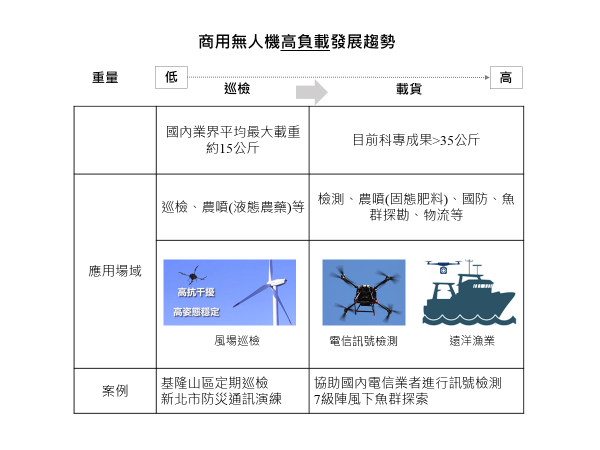 商用無人機高負載發展趨勢
重量
低
高
巡檢
載貨
國內業界平均最大載重
約15公斤
目前科專成果>35公斤
應用場域
巡檢、農噴(液態農藥)等
檢測、農噴(固態肥料)、國防、魚
群探勘、物流等
高抗干擾
高姿態穩定
風場巡檢
電信訊號檢測
遠洋漁業
案例
基隆山區定期巡檢
新北市防災通訊演練
協助國內電信業者進行訊號檢測
7級陣風下魚群探索